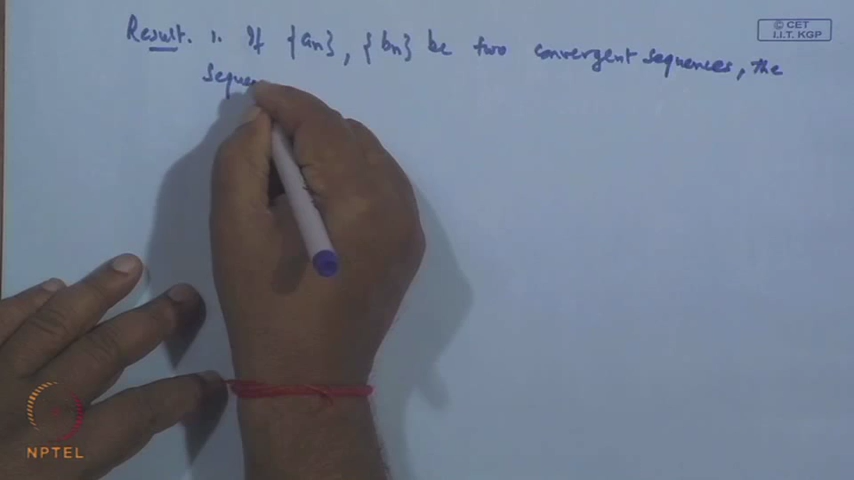 Result. 1. If {an}, {bn} be two convergent sequences, the
seque
© CET
I.I.T. KGP
NPTEL